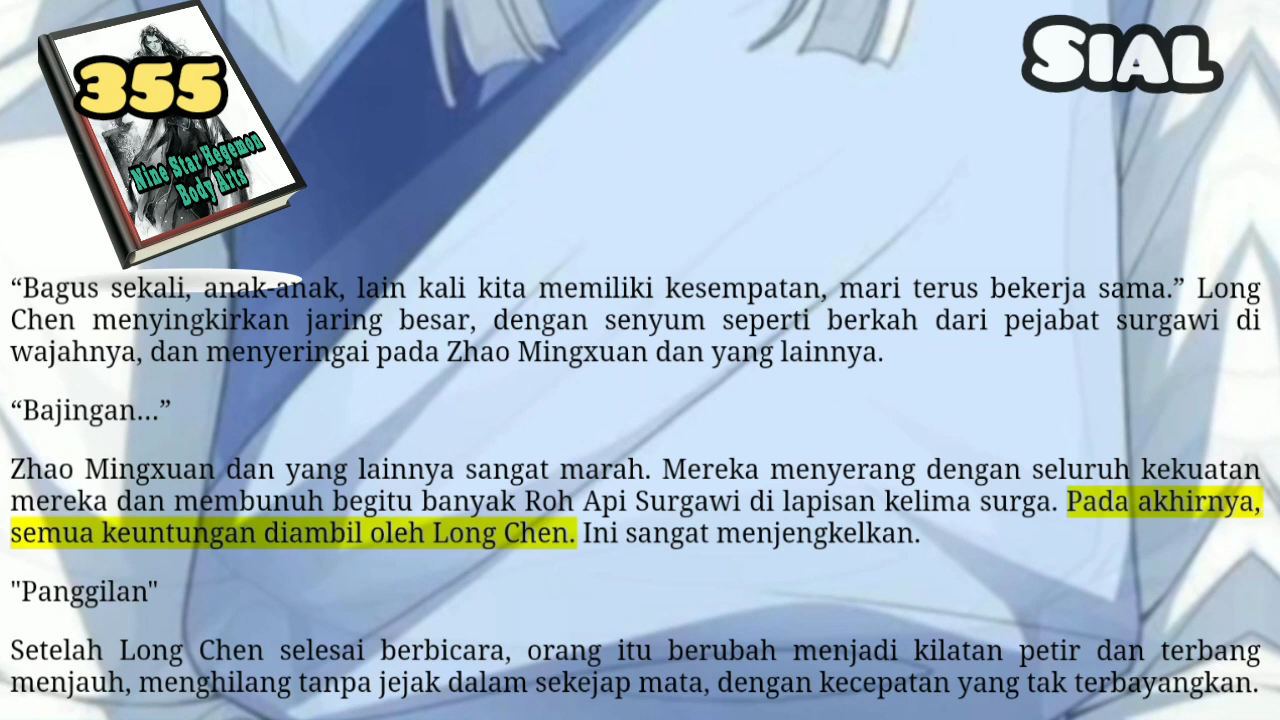 355
Nine Star Hegemon
Body Arts
SIAL
“Bagus sekali, anak-anak, lain kali kita memiliki kesempatan, mari terus bekerja sama.” Long
Chen menyingkirkan jaring besar, dengan senyum seperti berkah dari pejabat surgawi di
wajahnya, dan menyeringai pada Zhao Mingxuan dan yang lainnya.
“Bajingan...”
Zhao Mingxuan dan yang lainnya sangat marah. Mereka menyerang dengan seluruh kekuatan
mereka dan membunuh begitu banyak Roh Api Surgawi di lapisan kelima surga. Pada akhirnya,
semua keuntungan diambil oleh Long Chen. Ini sangat menjengkelkan.
"Panggilan"
Setelah Long Chen selesai berbicara, orang itu berubah menjadi kilatan petir dan terbang
menjauh, menghilang tanpa jejak dalam sekejap mata, dengan kecepatan yang tak terbayangkan.